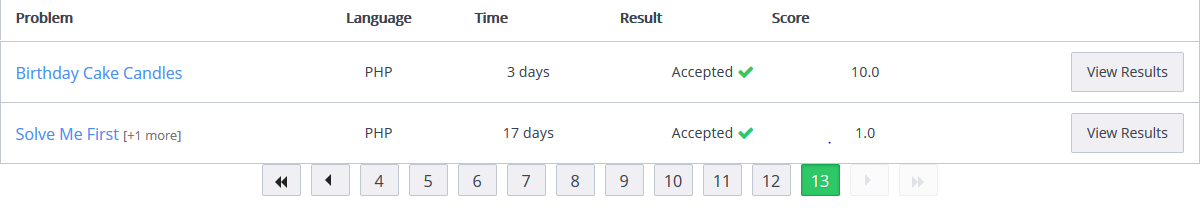 Problem Language Time Result Score
Birthday Cake Candles PHP 3 days Accepted 10.0 View Results
Solve Me First [+1 more] PHP 17 days Accepted 1.0 View Results
4 5 6 7 8 9 10 11 12 13